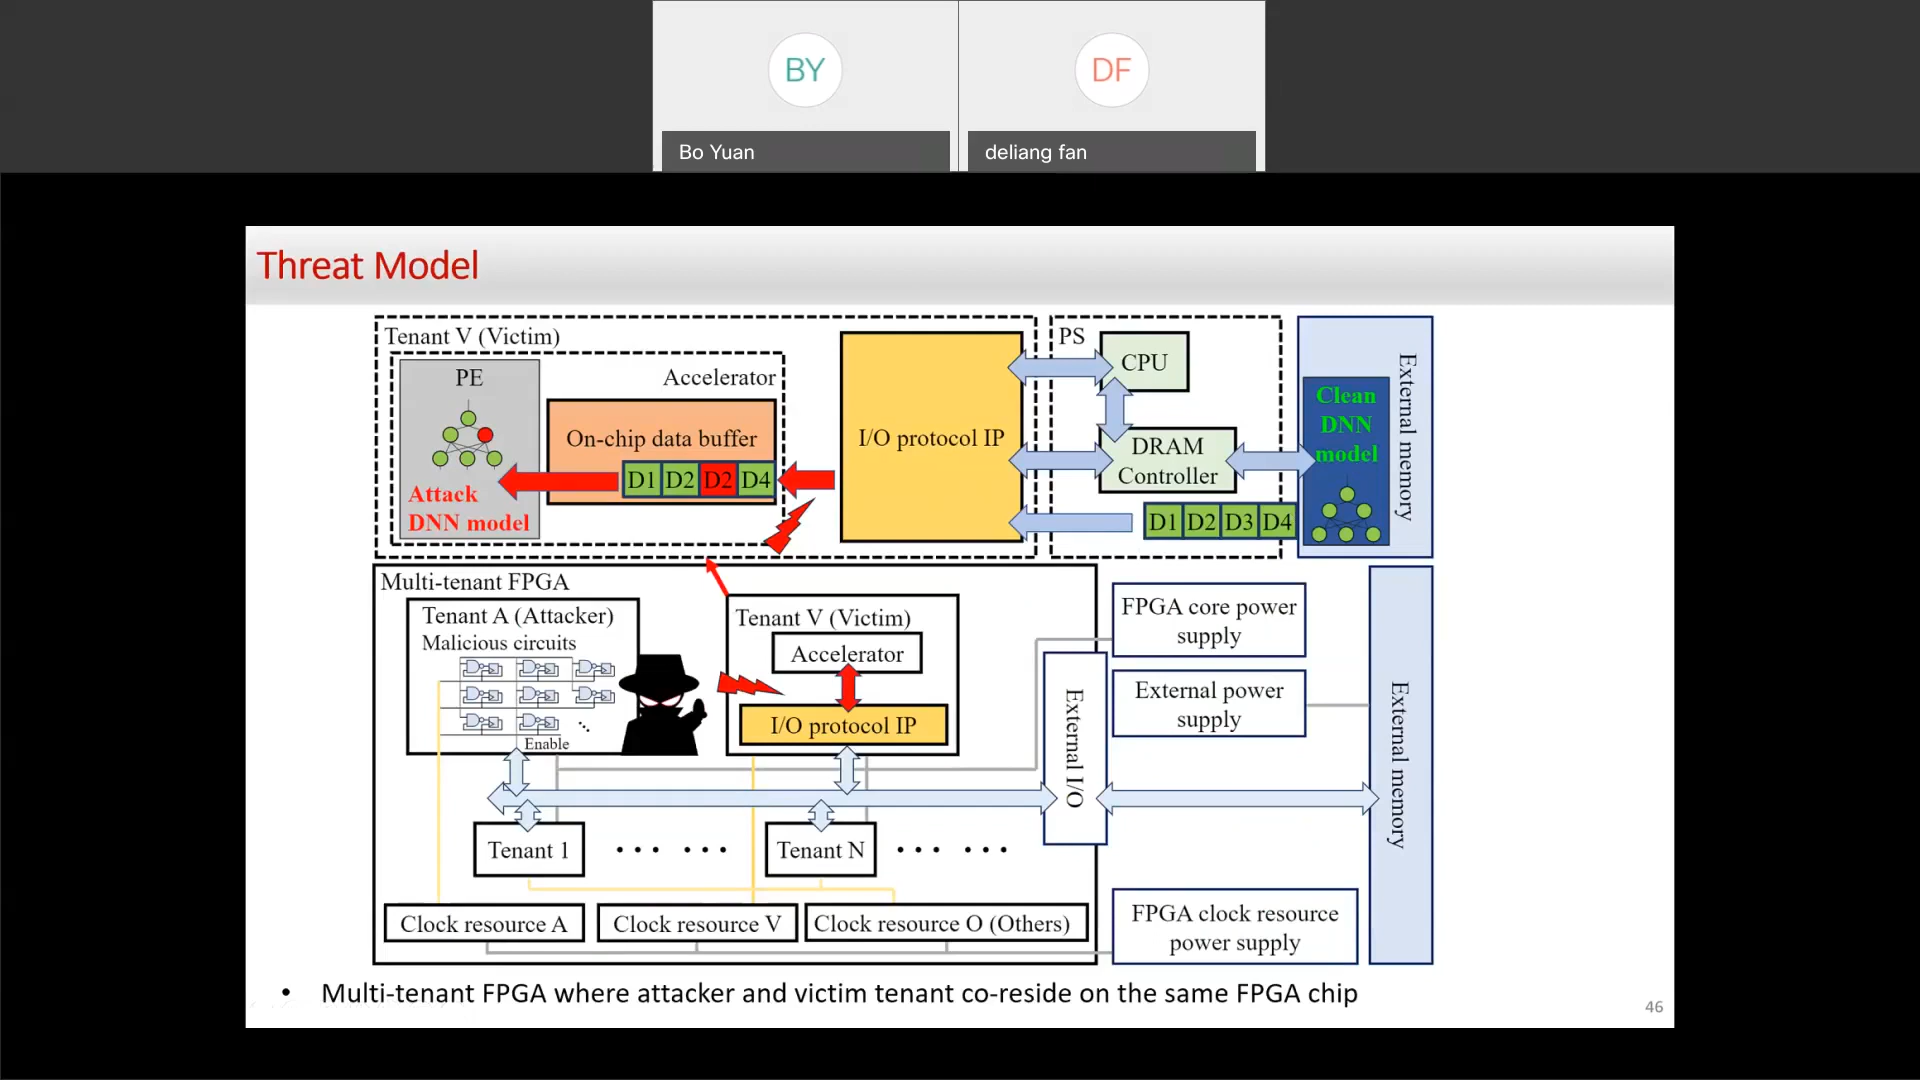 BY
DF
Bo Yuan
deliang fan
Threat Model
Tenant V (Victim)
PE
Accelerator
On-chip data buffer
D1 D2 D2 D4
Attack
DNN model
I/O protocol IP
PS
CPU
DRAM
Controller
D1 D2 D3 D4
Clean
DNN
model
External memory
Multi-tenant FPGA
Tenant A (Attacker)
Malicious circuits
Enable
Tenant V (Victim)
Accelerator
I/O protocol IP
External I/O
FPGA core power
supply
External power
supply
External memory
Tenant 1
... ...
Tenant N
... ...
Clock resource A
Clock resource V
Clock resource O (Others)
FPGA clock resource
power supply
• Multi-tenant FPGA where attacker and victim tenant co-reside on the same FPGA chip
46